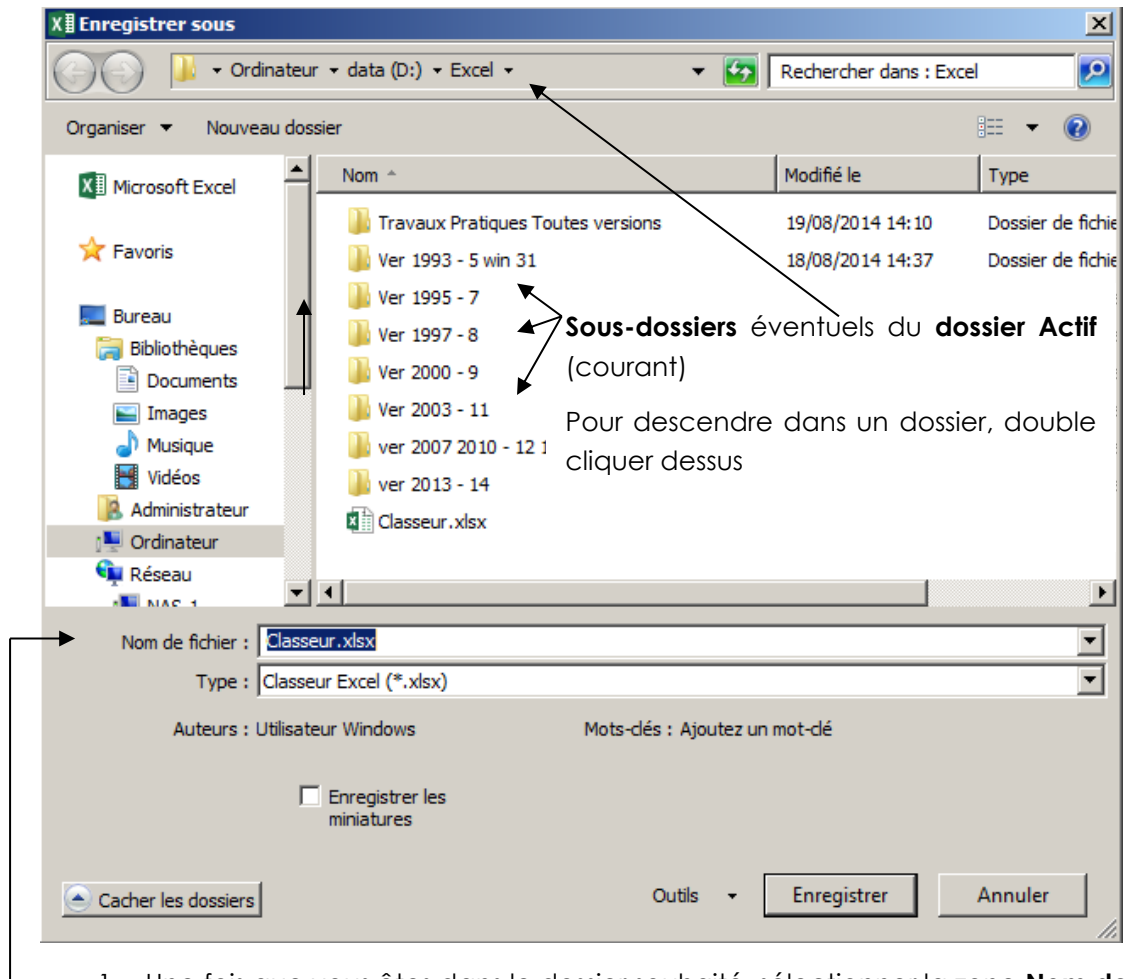 Enregistrer sous
Ordinateur data (D:) Excel
Rechercher dans : Excel
Organiser Nouveau dossier
Nom Modifié le Type
Microsoft Excel
Favoris
Bureau
Bibliothèques
Documents
Images
Musique
Vidéos
Administrateur
Ordinateur
Réseau
NAS 1
Travaux Pratiques Toutes versions 19/08/2014 14:10 Dossier de fichie
Ver 1993 - 5 win 31 18/08/2014 14:37 Dossier de fichie
Ver 1995 - 7
Ver 1997 - 8
Ver 2000 - 9
Ver 2003 - 11
ver 2007 2010 - 12 1
ver 2013 - 14
Classeur.xlsx
Sous-dossiers éventuels du dossier Actif
(courant)
Pour descendre dans un dossier, double
cliquer dessus
Nom de fichier : Classeur.xlsx
Type : Classeur Excel (*.xlsx)
Auteurs : Utilisateur Windows Mots-clés : Ajoutez un mot-clé
Enregistrer les
miniatures
Cacher les dossiers Outils Enregistrer Annuler